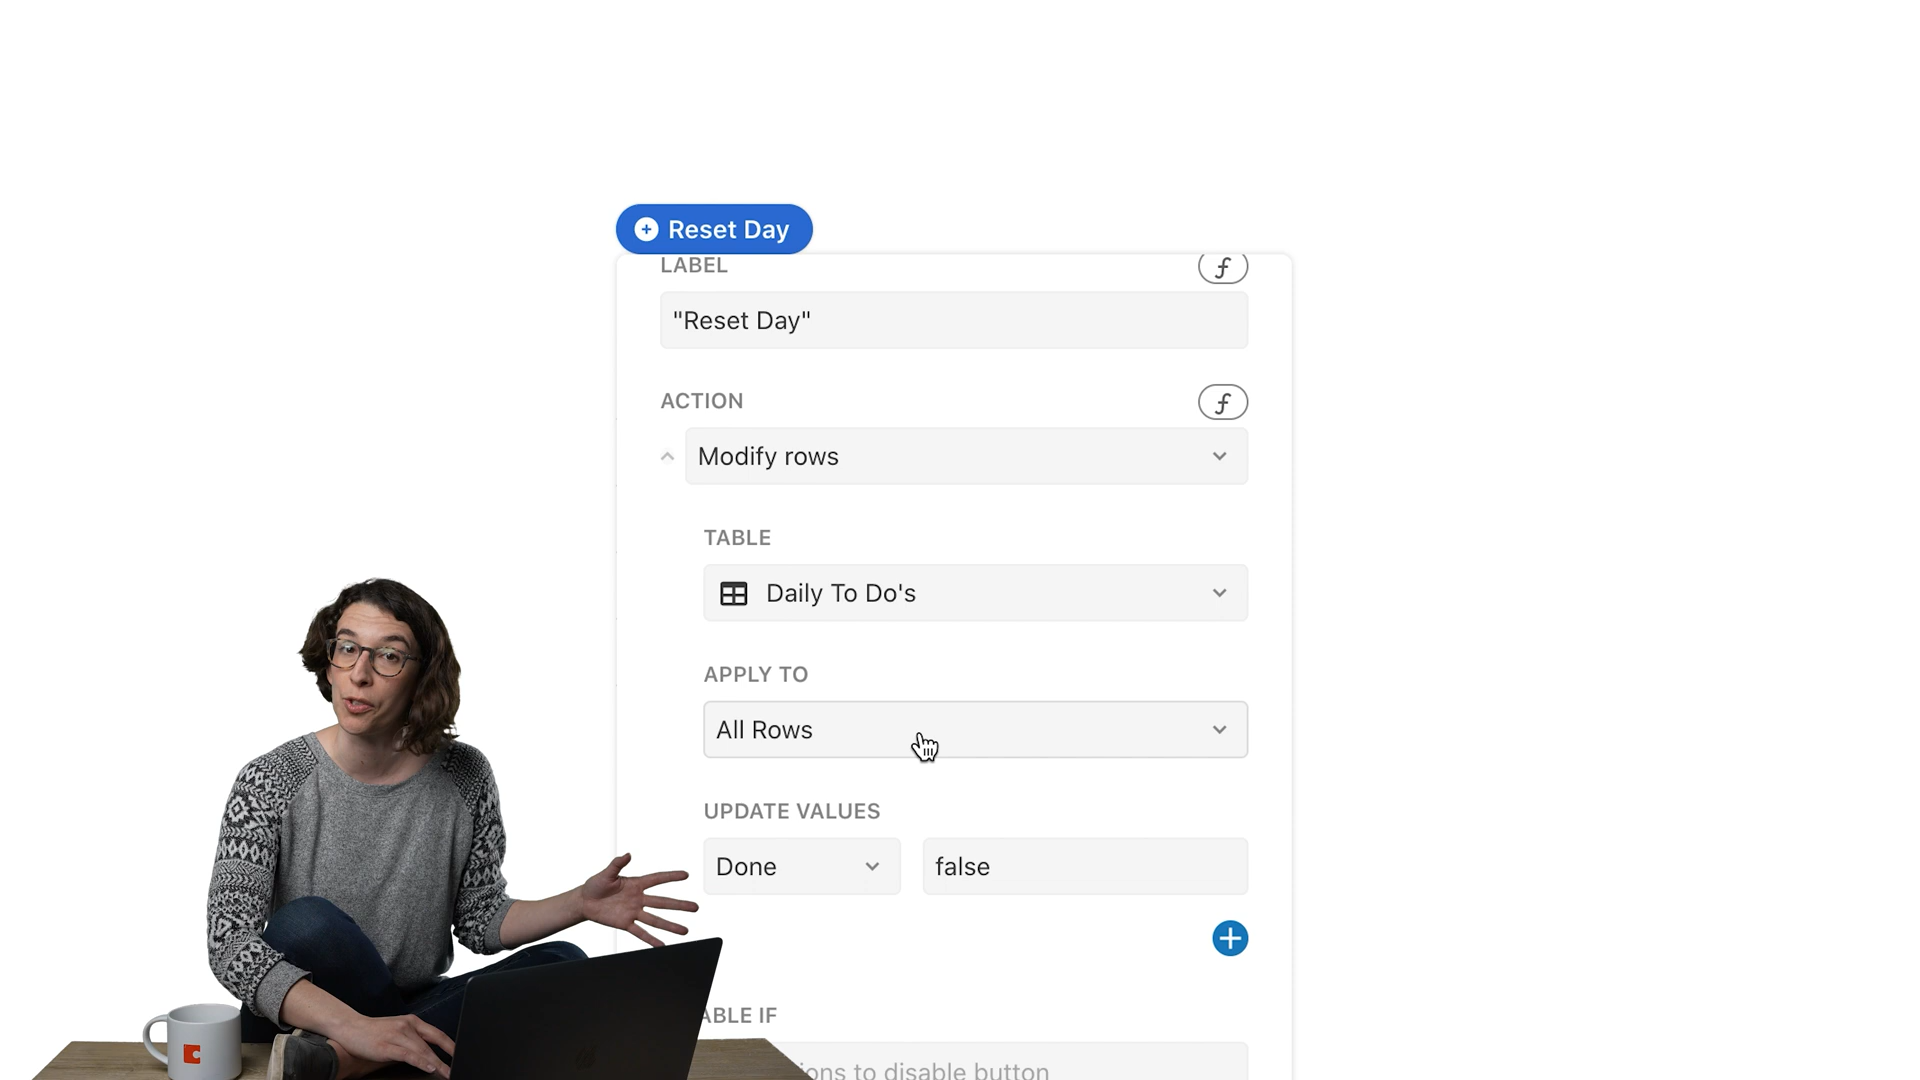 Reset Day
LABEL
"Reset Day"
ACTION
Modify rows
TABLE
Daily To Do's
APPLY TO
All Rows
UPDATE VALUES
Done false
ABLE IF
ions to disable button